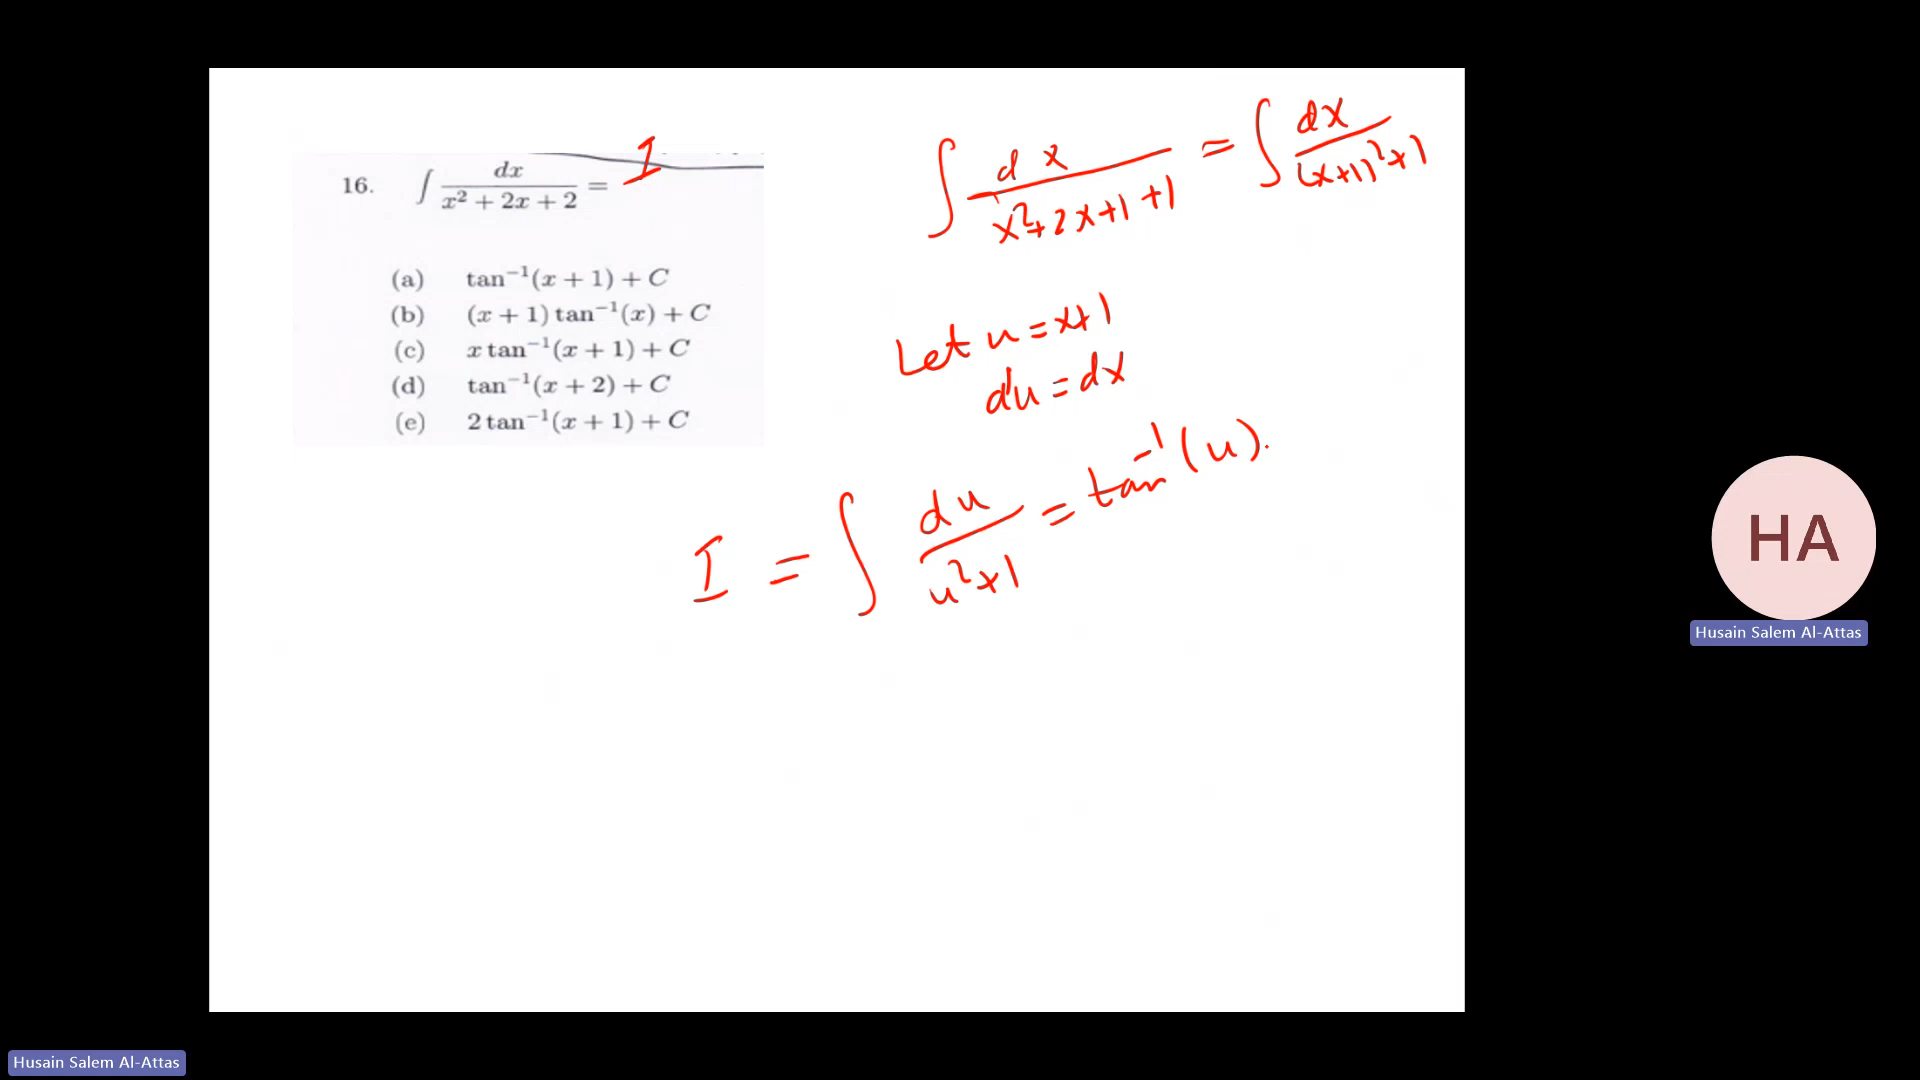 16. ∫ dx / (x² + 2x + 2) = I
(a) tan⁻¹(x + 1) + C
(b) (x + 1) tan⁻¹(x) + C
(c) x tan⁻¹(x + 1) + C
(d) tan⁻¹(x + 2) + C
(e) 2 tan⁻¹(x + 1) + C
∫ dx / (x²+2x+1+1) = ∫ dx / ((x+1)²+1)
Let u = x+1
du = dx
I = ∫ du / (u²+1) = tan⁻¹(u)
HA
Husain Salem Al-Attas
Husain Salem Al-Attas